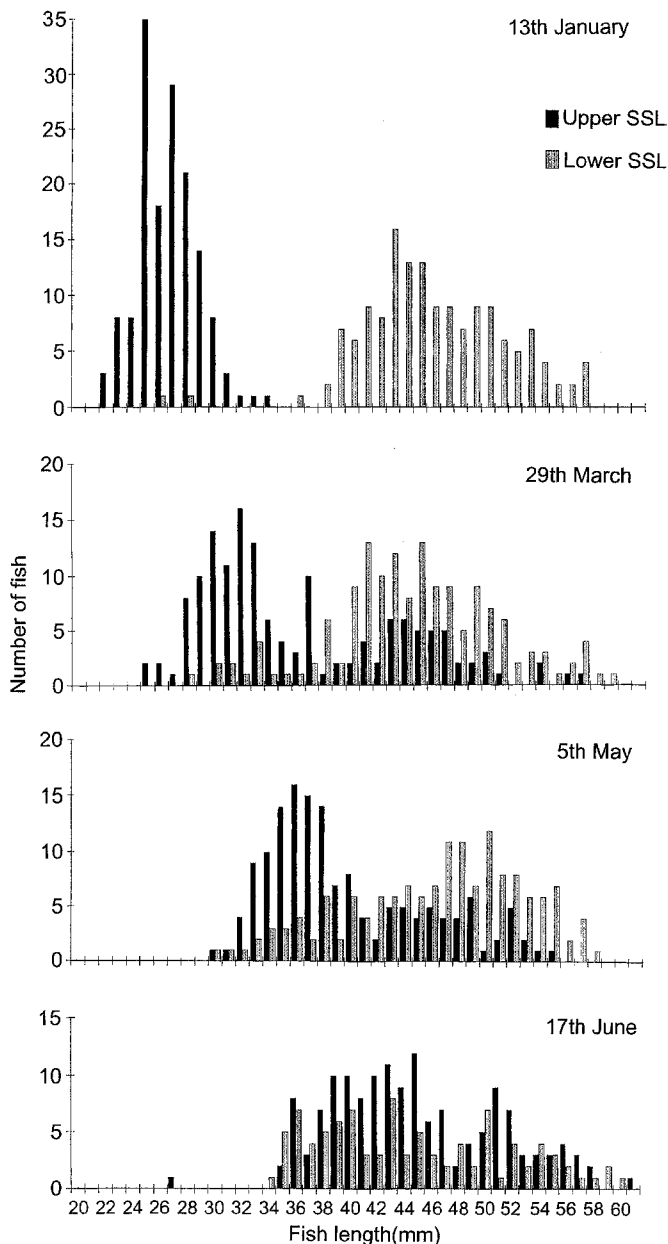 13th January
35
30
25
20
15
10
5
0
Upper SSL
Lower SSL
29th March
20
15
10
5
0
Number of fish
5th May
20
15
10
5
0
17th June
15
10
5
0
20 22 24 26 28 30 32 34 36 38 40 42 44 46 48 50 52 54 56 58 60
Fish length(mm)